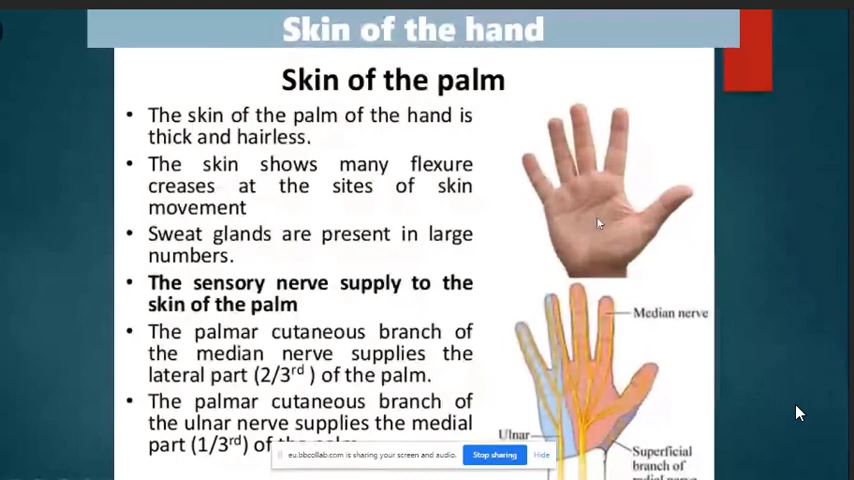 Skin of the hand
Skin of the palm
• The skin of the palm of the hand is
thick and hairless.
• The skin shows many flexure
creases at the sites of skin
movement
• Sweat glands are present in large
numbers.
• The sensory nerve supply to the
skin of the palm
• The palmar cutaneous branch of
the median nerve supplies the
lateral part (2/3rd ) of the palm.
• The palmar cutaneous branch of
the ulnar nerve supplies the medial
part (1/3rd) of the palm.
Median nerve
Ulnar
Superficial
branch of
radial nerve
eu.bbcollab.com is sharing your screen and audio.
Stop sharing
Hide